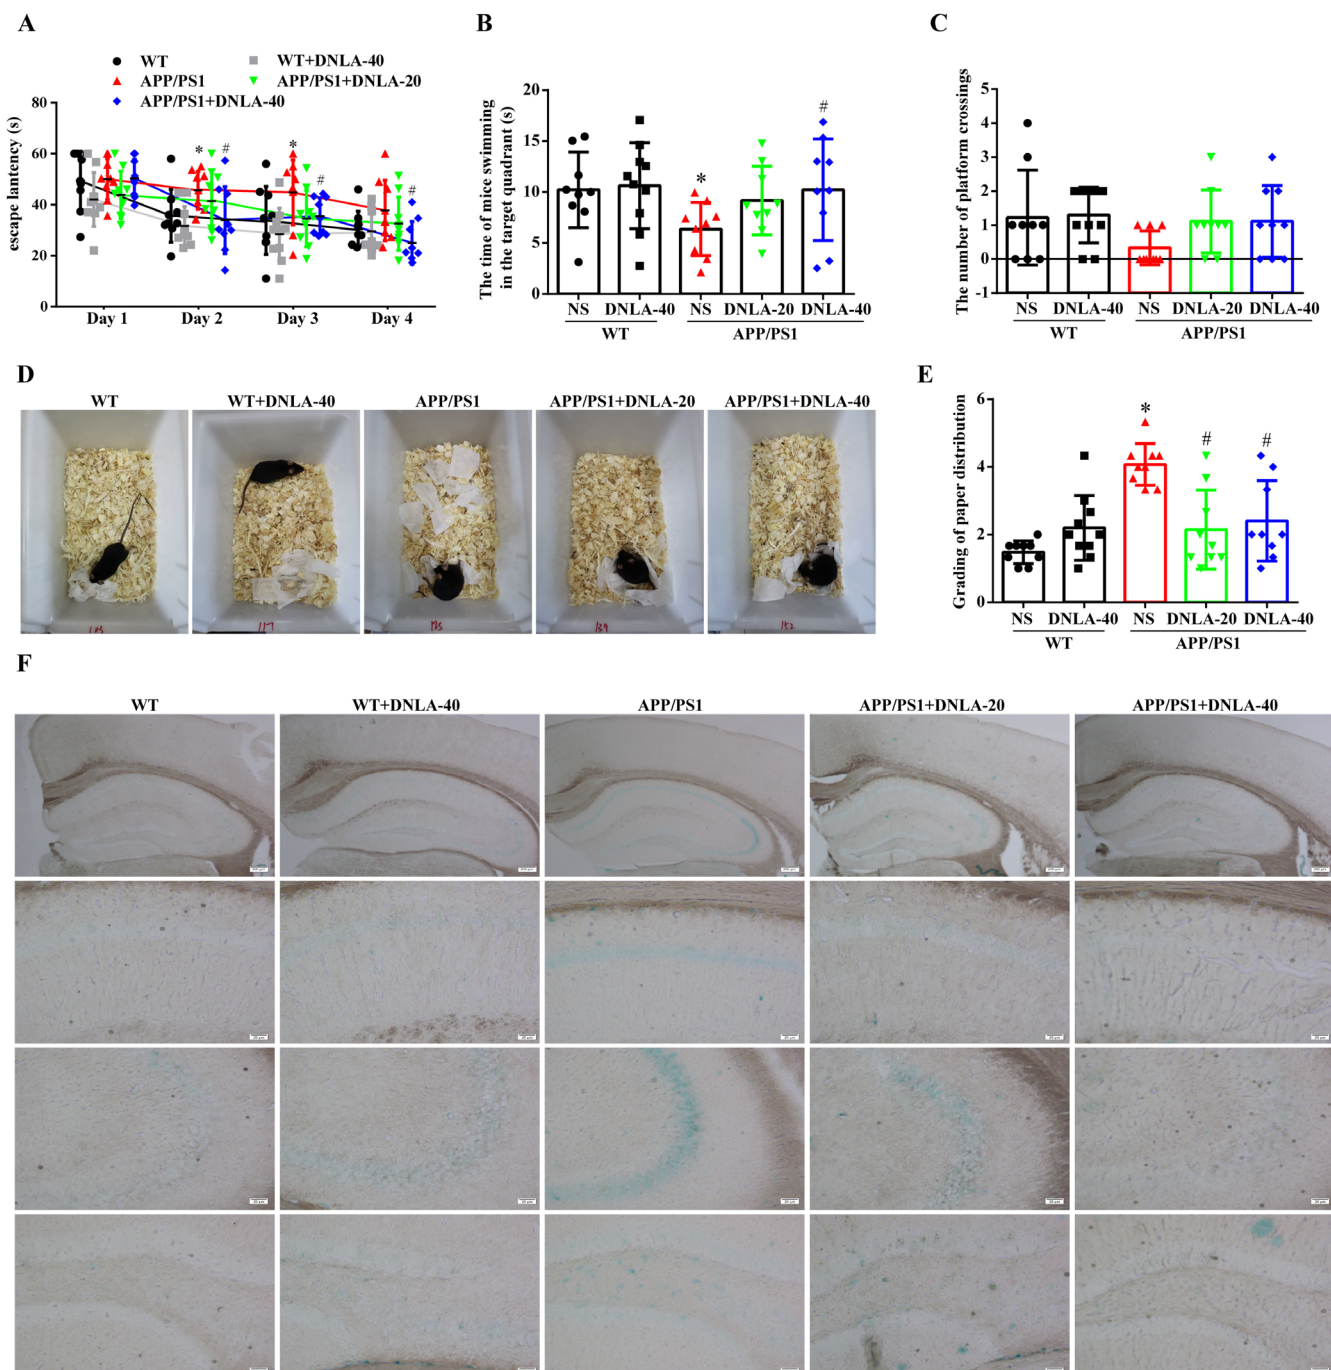 A
WT
WT+DNLA-40
APP/PS1
APP/PS1+DNLA-20
APP/PS1+DNLA-40
escape lantency (s)
80
60
40
20
0
* # * # #
Day 1 Day 2 Day 3 Day 4
B
The time of mice swimming
in the target quadrant (s)
20
15
10
5
0
* #
NS DNLA-40 NS DNLA-20 DNLA-40
WT APP/PS1
C
The number of platform crossings
5
4
3
2
1
0
-1
NS DNLA-40 NS DNLA-20 DNLA-40
WT APP/PS1
D
WT WT+DNLA-40 APP/PS1 APP/PS1+DNLA-20 APP/PS1+DNLA-40
117
139
152
E
Grading of paper distribution
6
4
2
0
* # #
NS DNLA-40 NS DNLA-20 DNLA-40
WT APP/PS1
F
WT WT+DNLA-40 APP/PS1 APP/PS1+DNLA-20 APP/PS1+DNLA-40